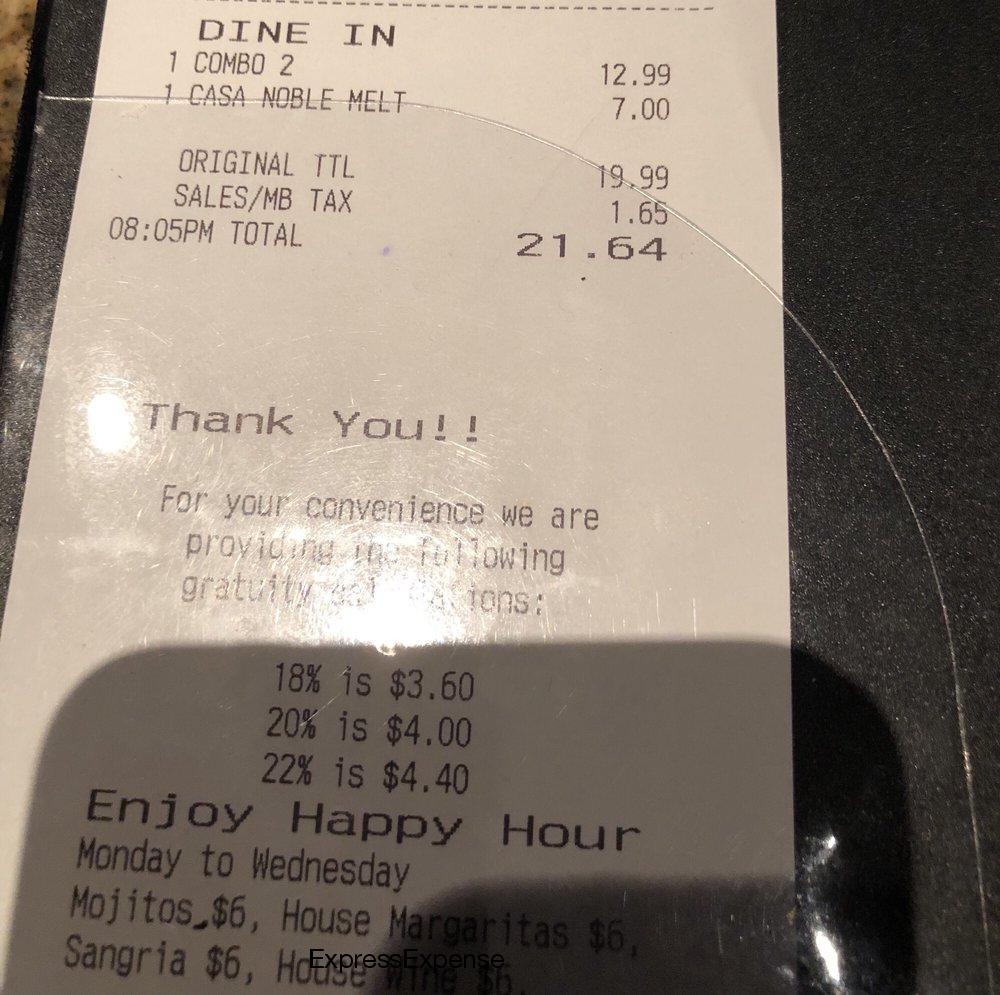 DINE IN
1 COMBO 2 12.99
1 CASA NOBLE MELT 7.00
ORIGINAL TTL 19.99
SALES/MB TAX 1.65
08:05PM TOTAL 21.64
Thank You!!
For your convenience we are
providing the following
gratuity
18% is $3.60
20% is $4.00
22% is $4.40
Enjoy Happy Hour
Monday to Wednesday
Mojitos $6, House Margaritas $6,
Sangria $6, House Wine $6,
ExpressExpense